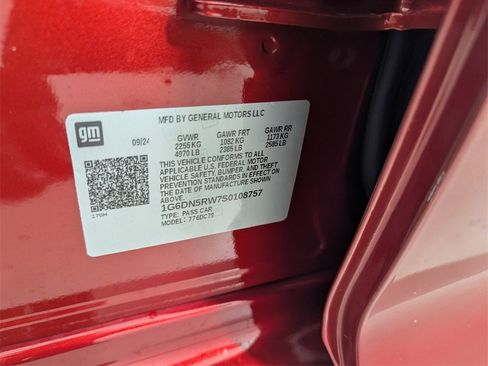 MFD BY GENERAL MOTORS LLC
gm
09/24
GVWR GAWR FRT GAWR RR
2255 KG 1082 KG 1173 KG
4970 LB 2385 LB 2585 LB
THIS VEHICLE CONFORMS TO ALL
APPLICABLE U.S. FEDERAL MOTOR
VEHICLE SAFETY, BUMPER, AND THEFT
PREVENTION STANDARDS IN EFFECT
ON THE DATE OF MANUFACTURE
SHOWN ABOVE.
1G6DN5RW7S0108757
TYPE: PASS CAR
MODEL: 776DC79